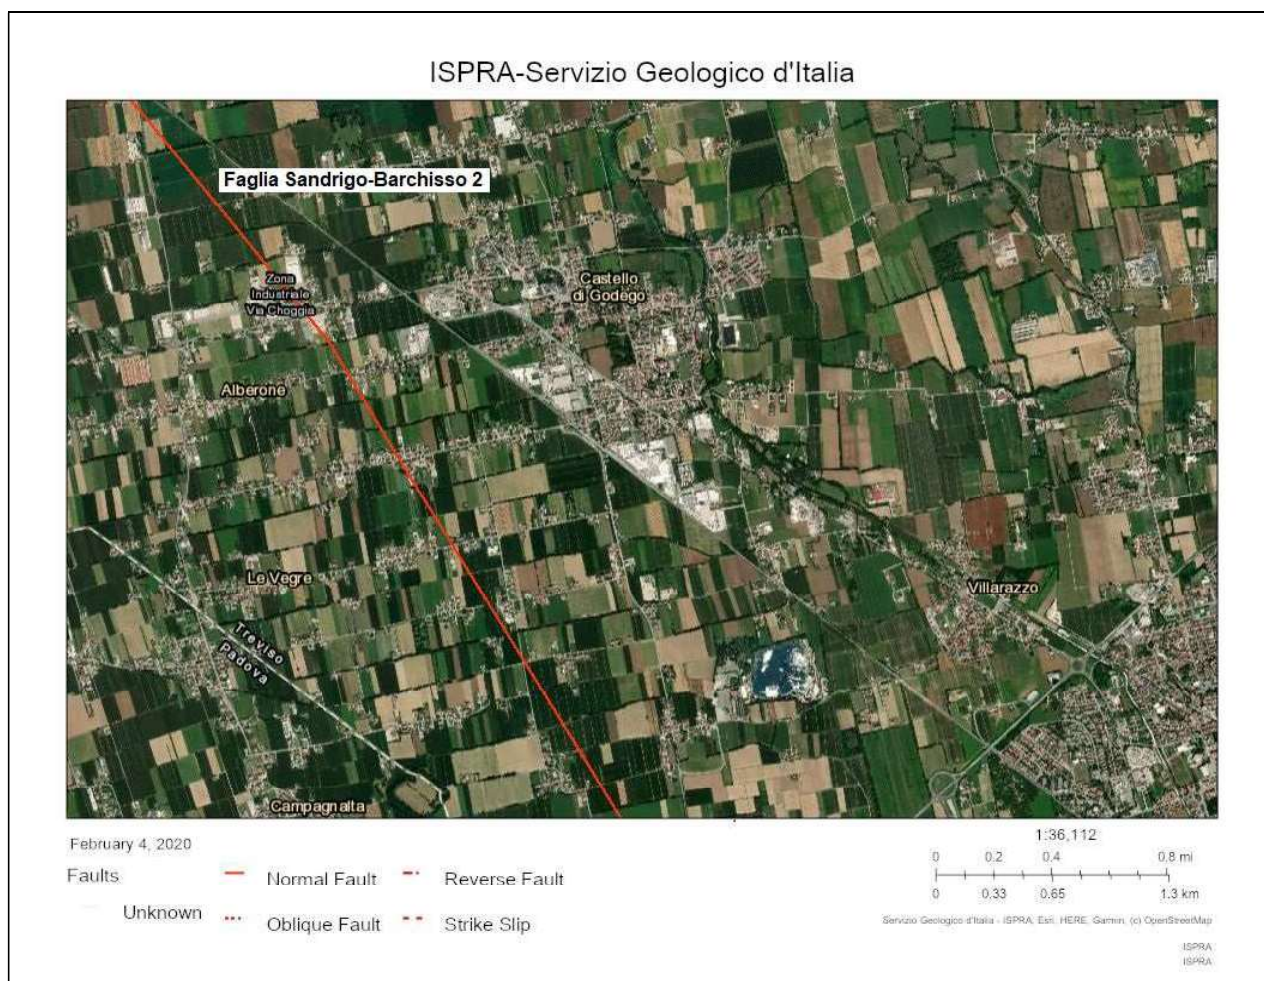 ISPRA-Servizio Geologico d'Italia
Faglia Sandrigo-Barchisso 2
Zona
Industriale
Via Choggia
Castello
di Godego
Alberone
Le Vegre
Treviso
Padova
Villarazzo
Campagnalta
February 4, 2020
1:36,112
0 0.2 0.4 0.8 mi
0 0.33 0.65 1.3 km
Faults
Normal Fault
Reverse Fault
Unknown
Oblique Fault
Strike Slip
Servizio Geologico d'Italia - ISPRA, Esri, HERE, Garmin, (c) OpenStreetMap
ISPRA
ISPRA